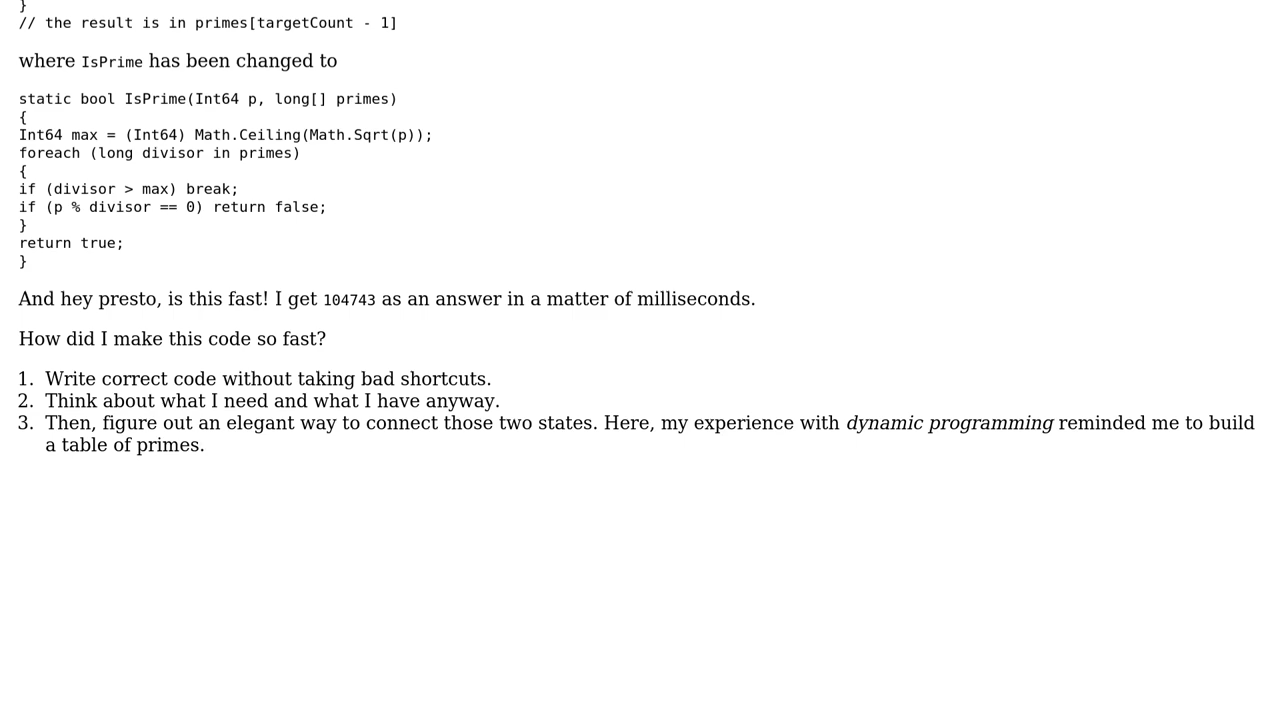 }
// the result is in primes[targetCount - 1]
where IsPrime has been changed to
static bool IsPrime(Int64 p, long[] primes)
{
Int64 max = (Int64) Math.Ceiling(Math.Sqrt(p));
foreach (long divisor in primes)
{
if (divisor > max) break;
if (p % divisor == 0) return false;
}
return true;
}
And hey presto, is this fast! I get 104743 as an answer in a matter of milliseconds.
How did I make this code so fast?
1. Write correct code without taking bad shortcuts.
2. Think about what I need and what I have anyway.
3. Then, figure out an elegant way to connect those two states. Here, my experience with dynamic programming reminded me to build
a table of primes.